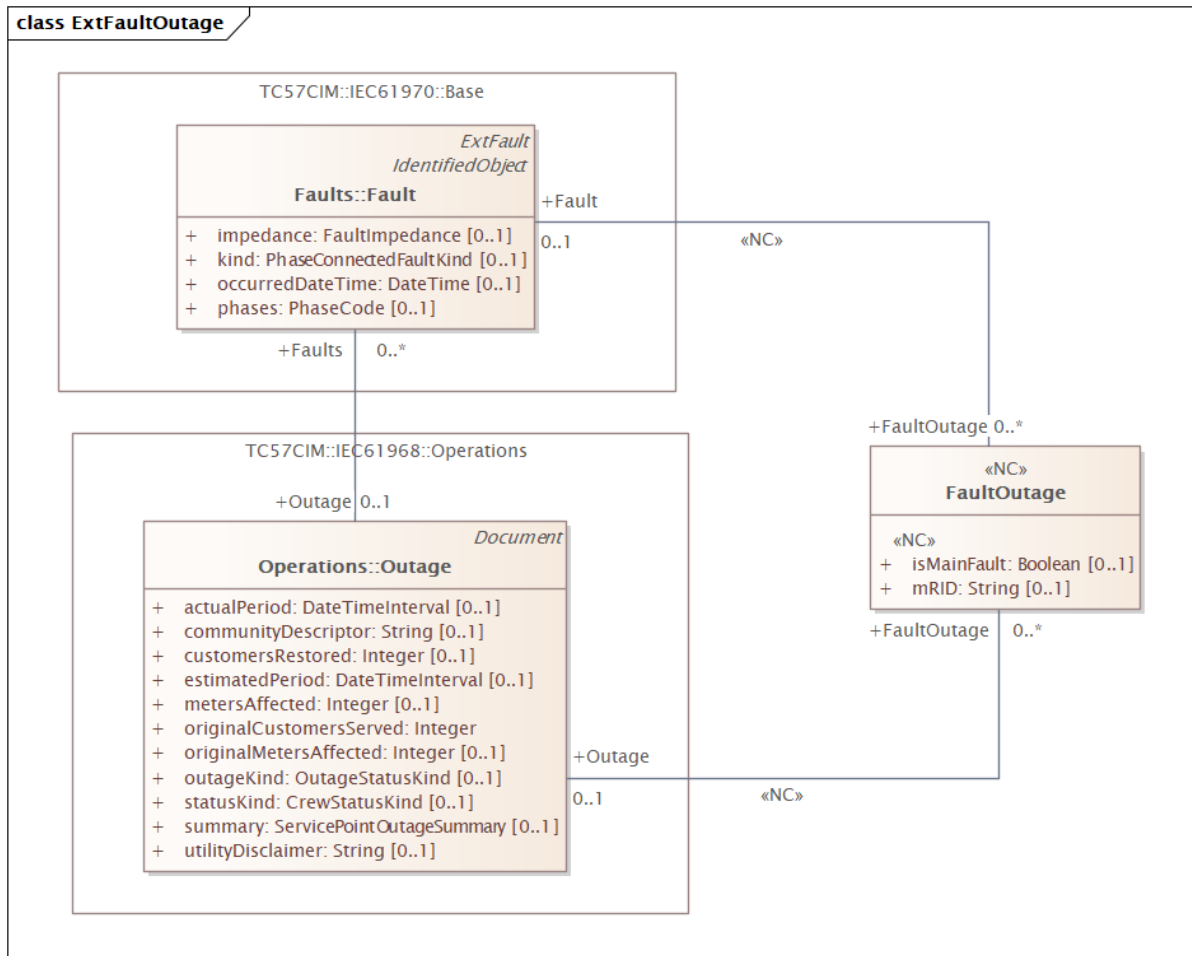 class ExtFaultOutage
TC57CIM::IEC61970::Base
ExtFault
IdentifiedObject
Faults::Fault
+ impedance: FaultImpedance [0..1]
+ kind: PhaseConnectedFaultKind [0..1]
+ occurredDateTime: DateTime [0..1]
+ phases: PhaseCode [0..1]
+Fault
0..1
«NC»
+Faults 0..*
+FaultOutage 0..*
TC57CIM::IEC61968::Operations
+Outage 0..1
«NC»
FaultOutage
«NC»
+ isMainFault: Boolean [0..1]
+ mRID: String [0..1]
+FaultOutage 0..*
Document
Operations::Outage
+ actualPeriod: DateTimeInterval [0..1]
+ communityDescriptor: String [0..1]
+ customersRestored: Integer [0..1]
+ estimatedPeriod: DateTimeInterval [0..1]
+ metersAffected: Integer [0..1]
+ originalCustomersServed: Integer
+ originalMetersAffected: Integer [0..1]
+ outageKind: OutageStatusKind [0..1]
+ statusKind: CrewStatusKind [0..1]
+ summary: ServicePointOutageSummary [0..1]
+ utilityDisclaimer: String [0..1]
+Outage
0..1
«NC»